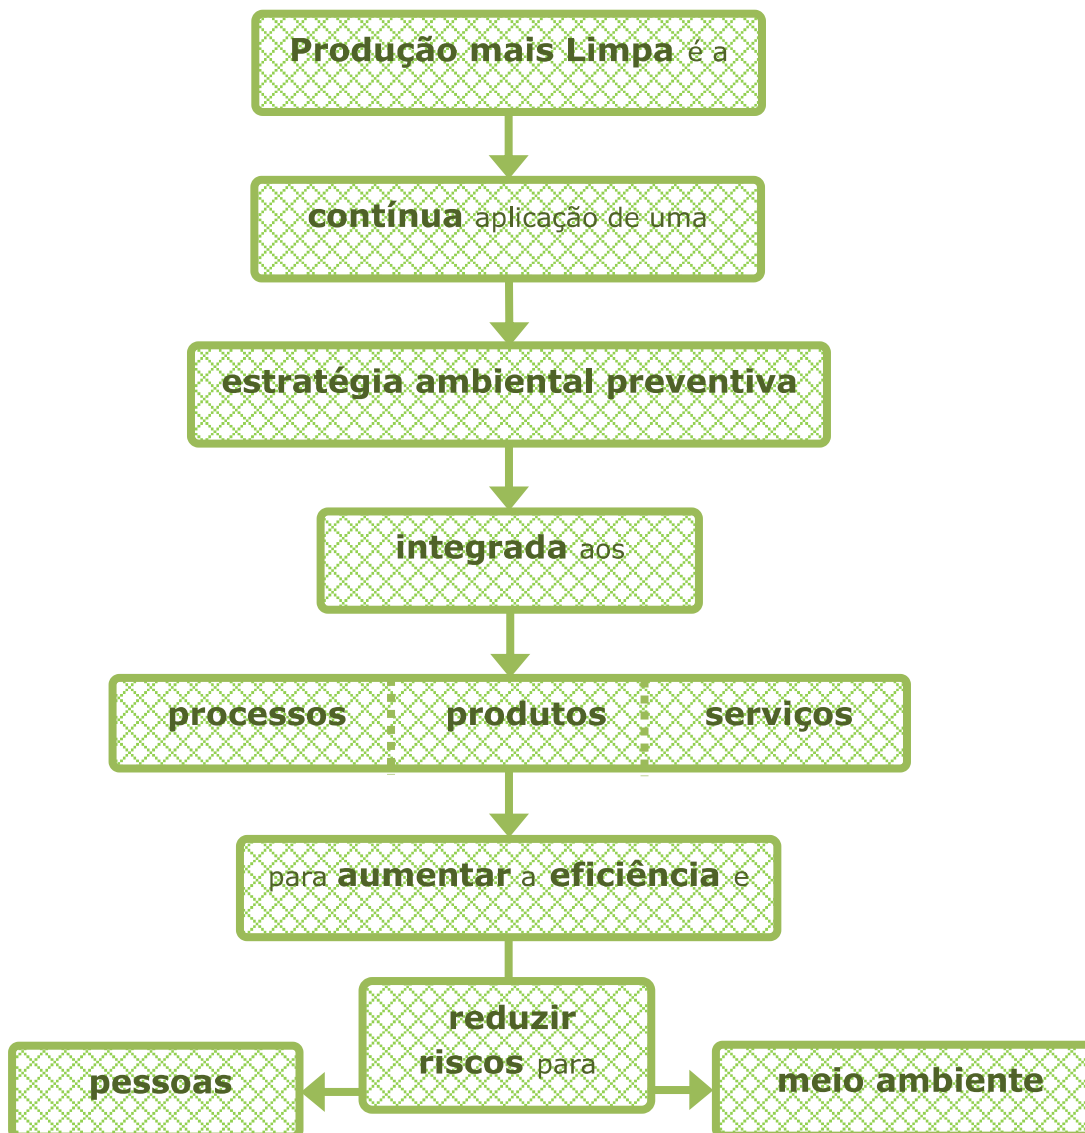 Produção mais Limpa é a
contínua aplicação de uma
estratégia ambiental preventiva
integrada aos
processos produtos serviços
para aumentar a eficiência e
reduzir
riscos para
pessoas
meio ambiente